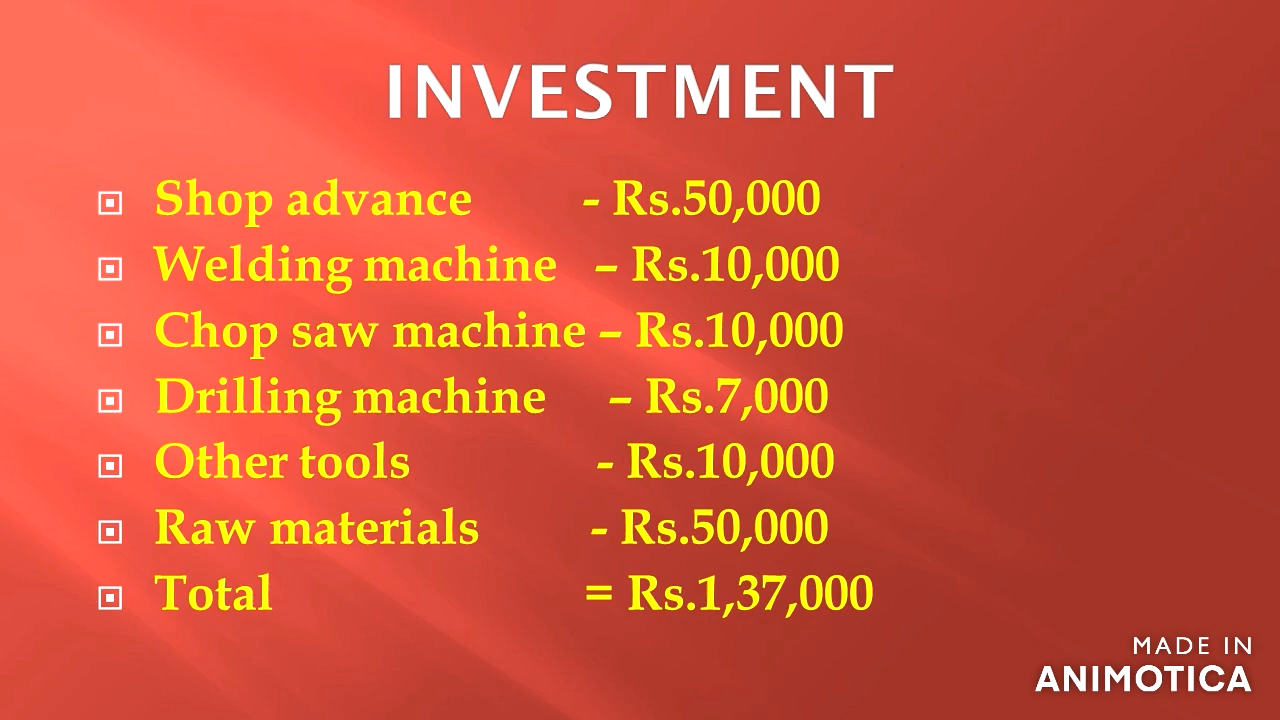 INVESTMENT
Shop advance - Rs.50,000
Welding machine – Rs.10,000
Chop saw machine – Rs.10,000
Drilling machine – Rs.7,000
Other tools - Rs.10,000
Raw materials - Rs.50,000
Total = Rs.1,37,000
MADE IN
ANIMOTICA